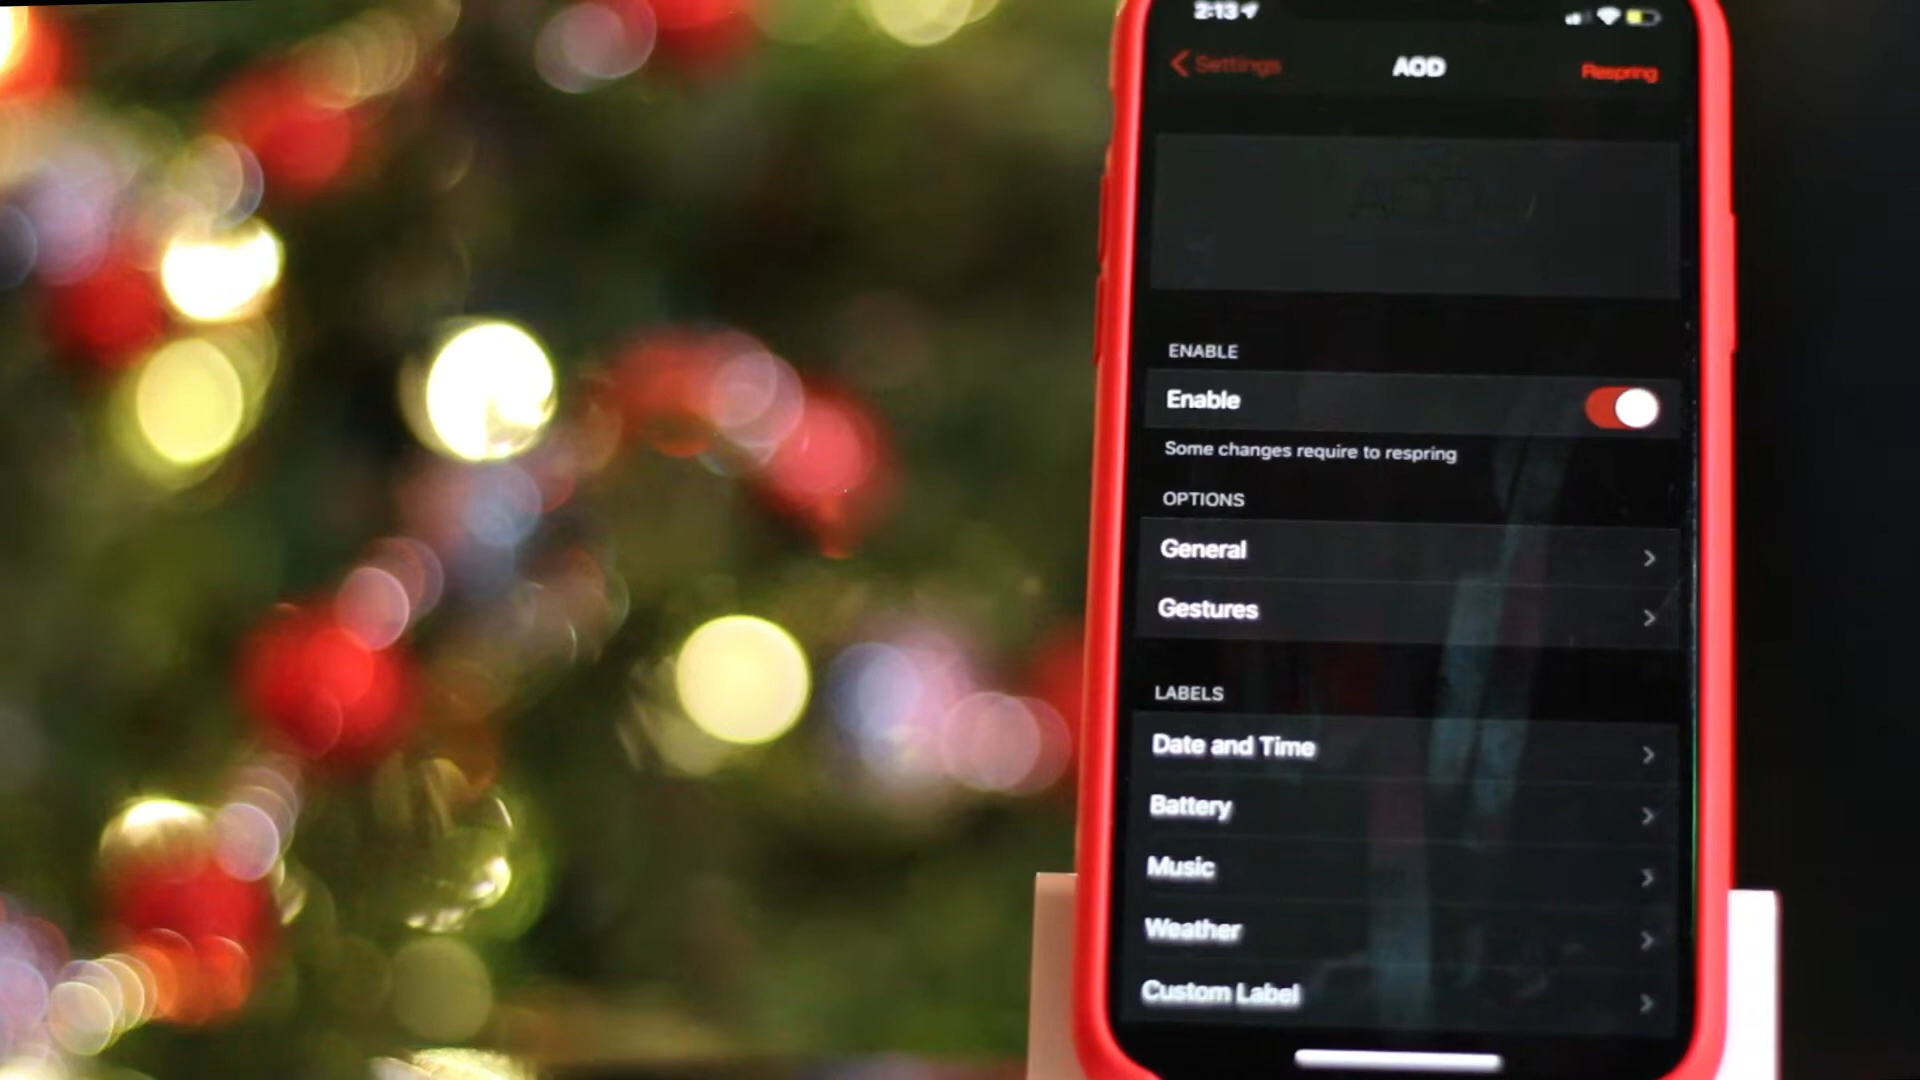 2:13
Settings
AOD
Respring
ENABLE
Enable
Some changes require to respring
OPTIONS
General
Gestures
LABELS
Date and Time
Battery
Music
Weather
Custom Label